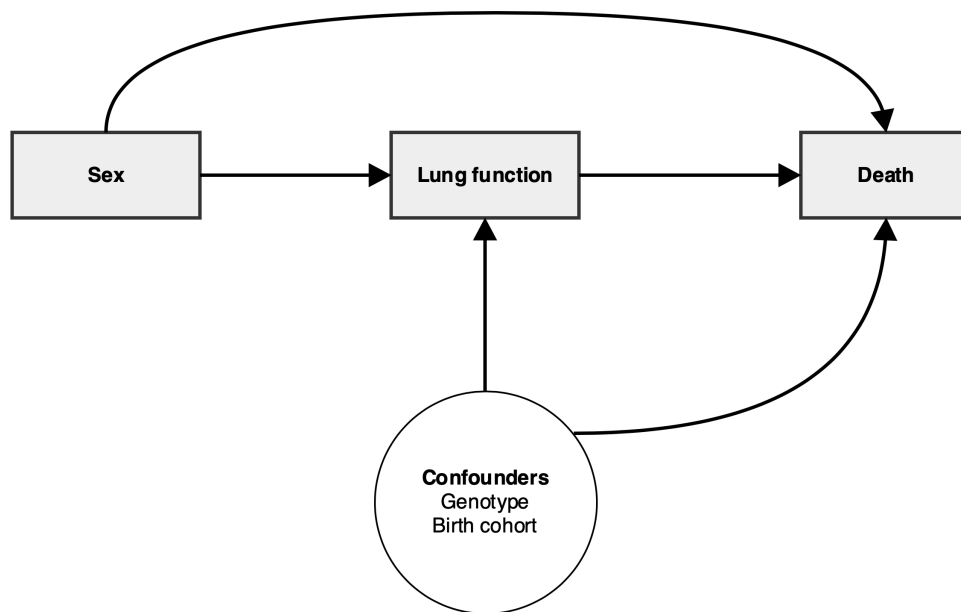 Sex
Lung function
Death
Confounders
Genotype
Birth cohort